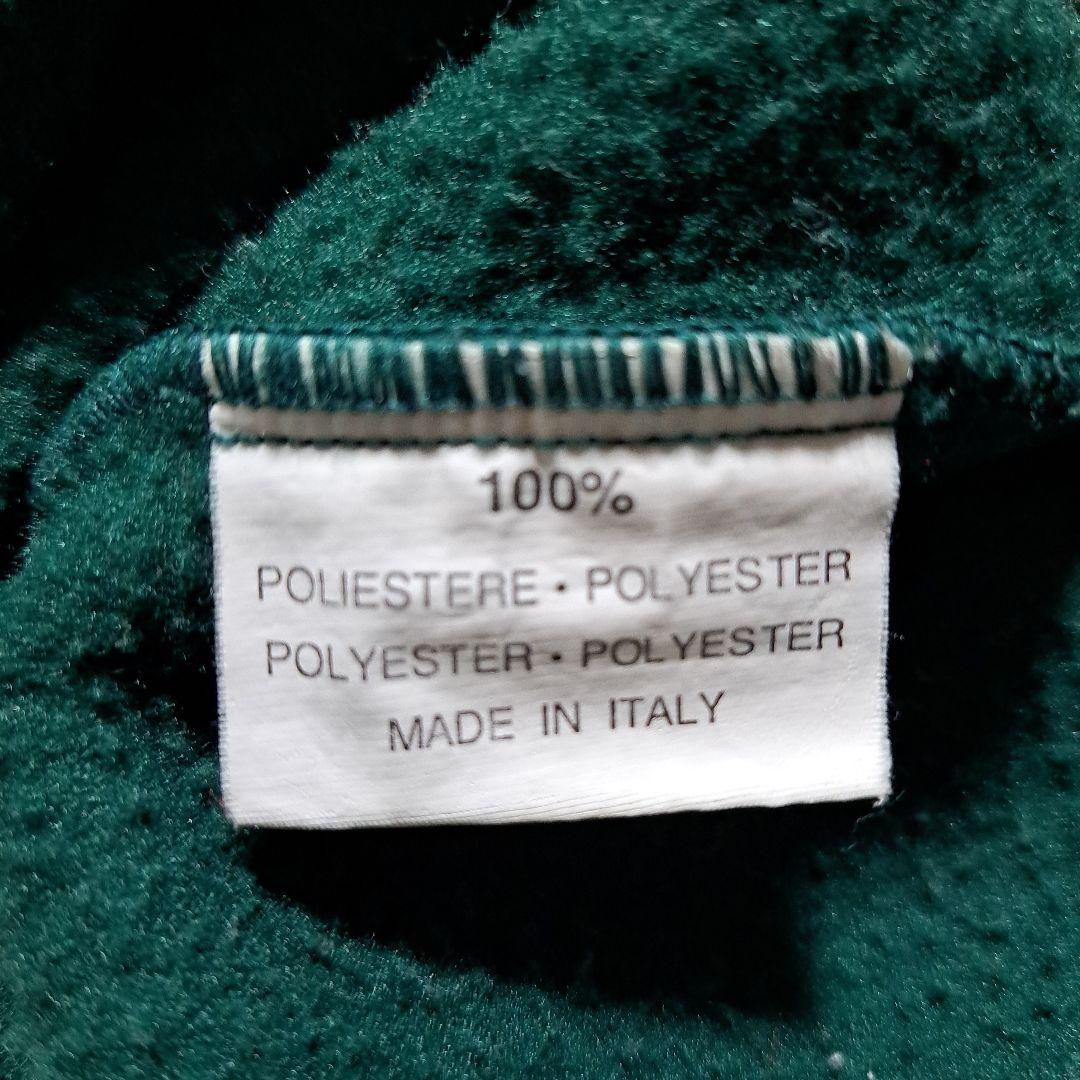 100%
POLIESTERE · POLYESTER
POLYESTER · POLYESTER
MADE IN ITALY